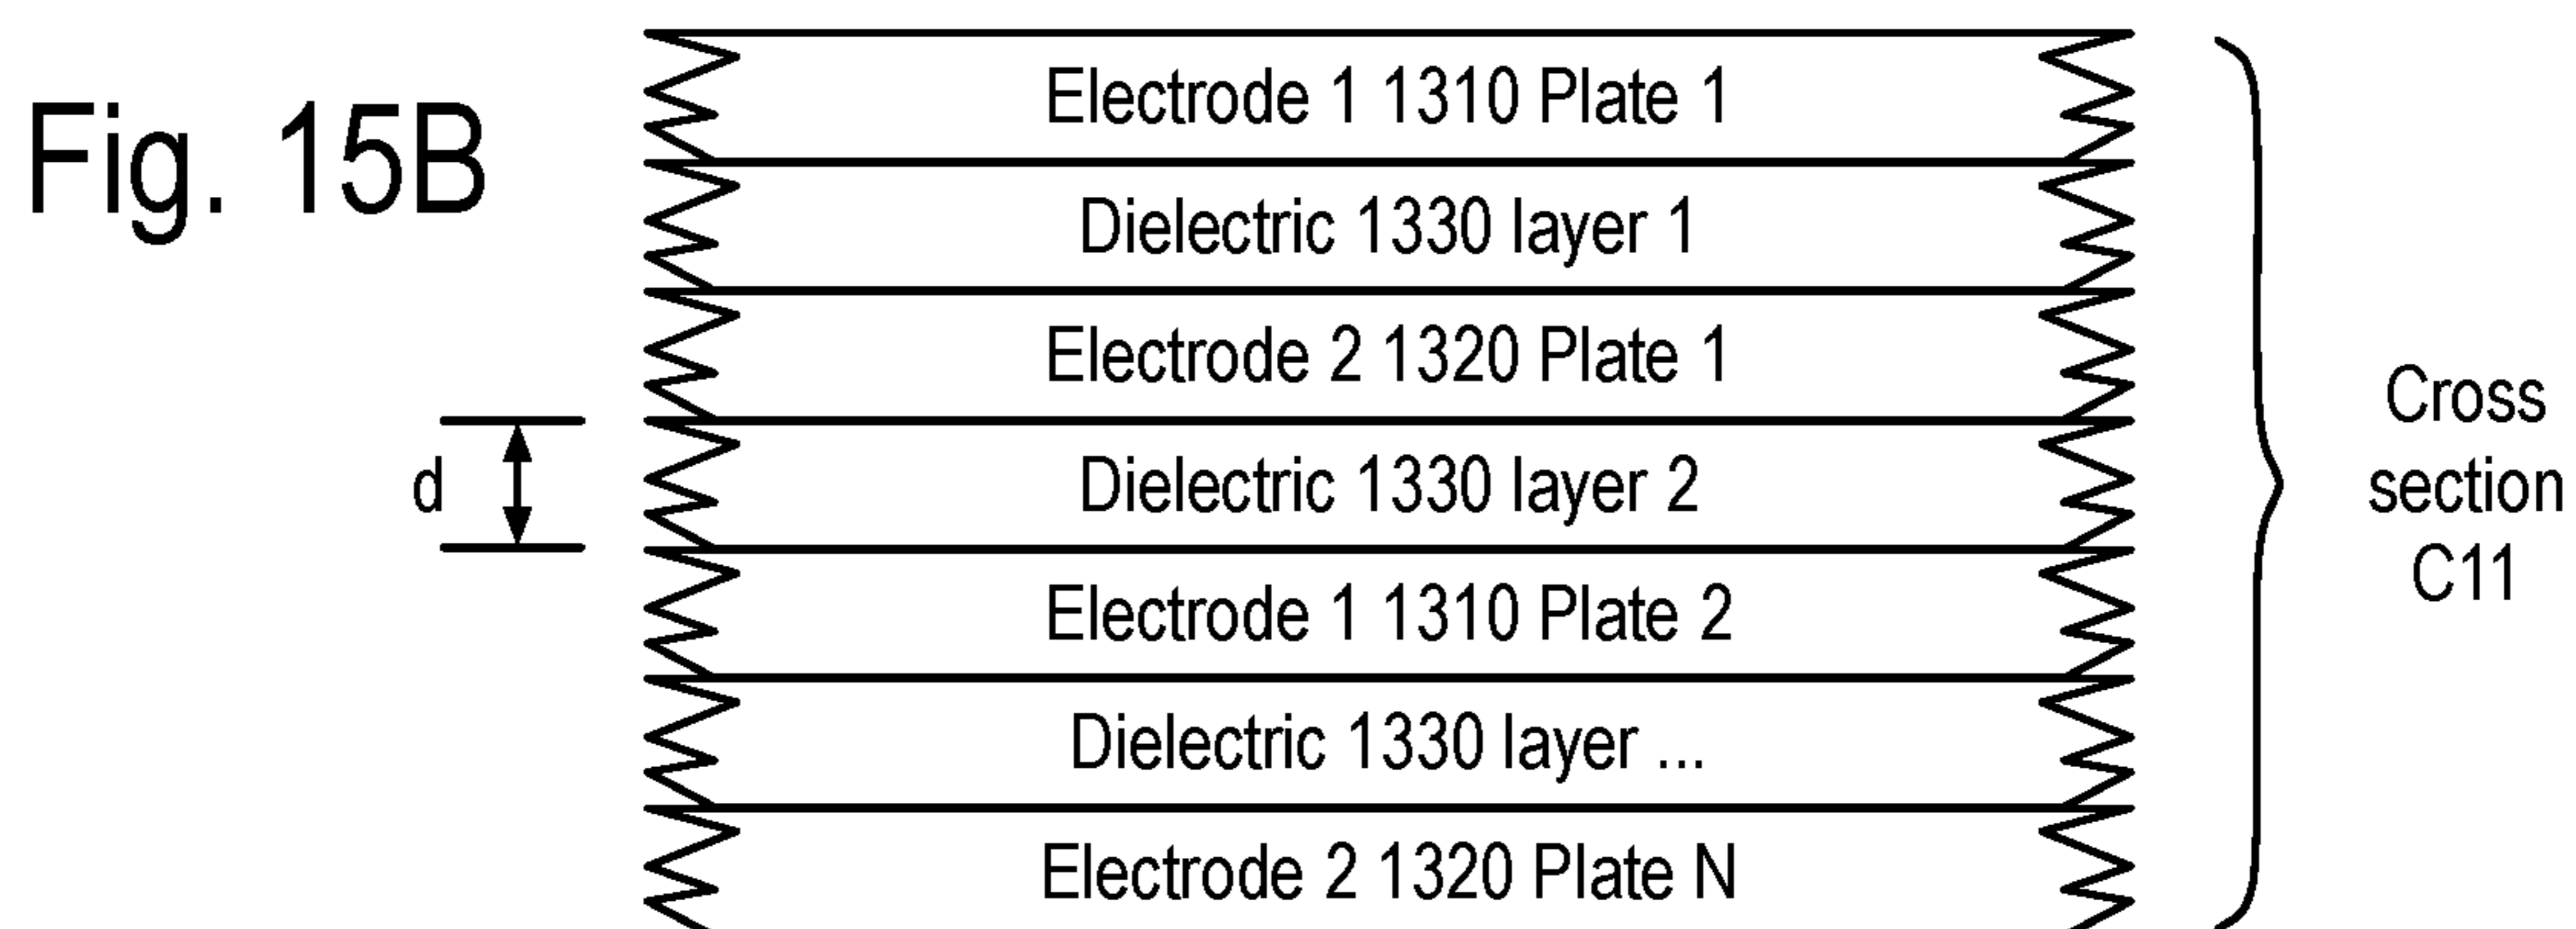 Fig. 15B
Electrode 1 1310 Plate 1
Dielectric 1330 layer 1
Electrode 2 1320 Plate 1
d
Dielectric 1330 layer 2
Electrode 1 1310 Plate 2
Dielectric 1330 layer ...
Electrode 2 1320 Plate N
Cross
section
C11